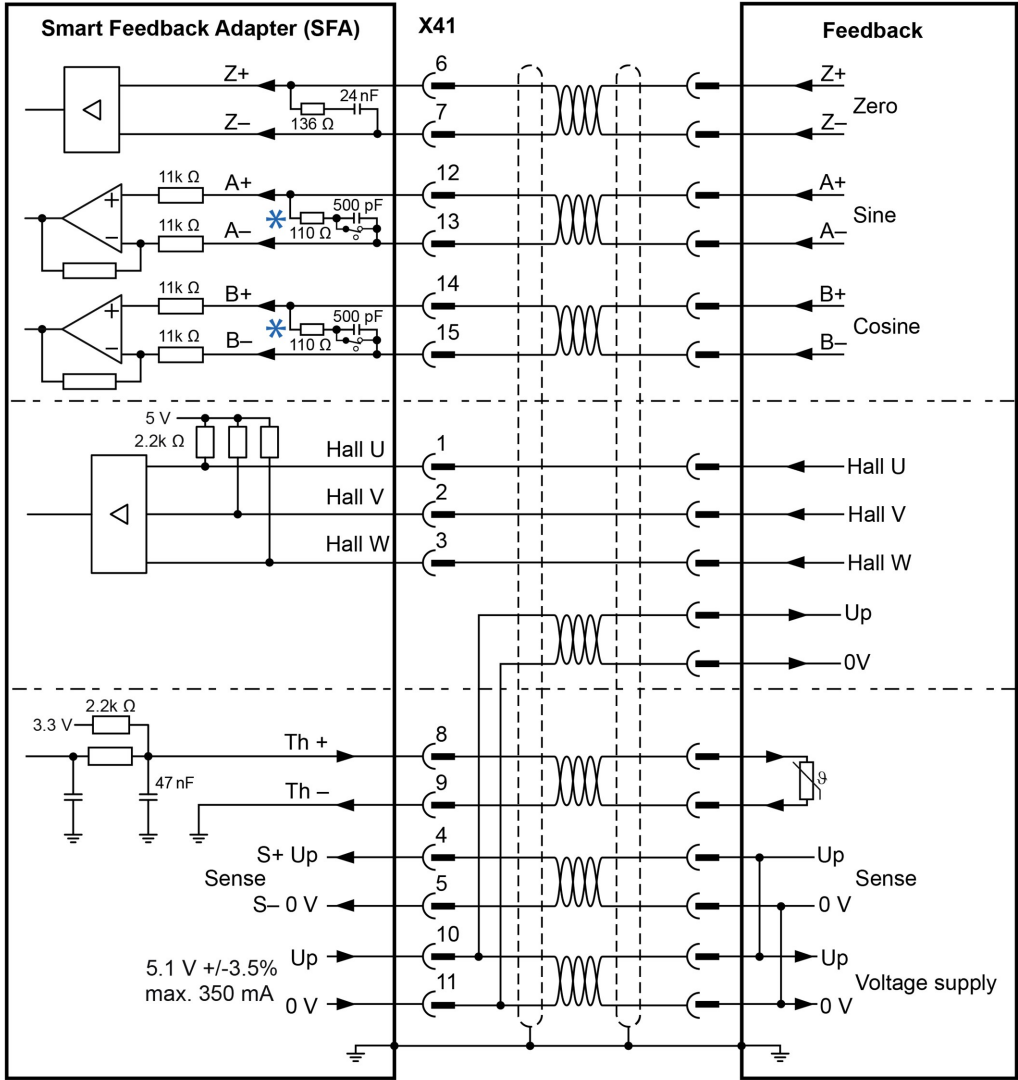 Smart Feedback Adapter (SFA)
X41
Feedback
Z+
24 nF
136 Ω
Z–
6
7
Z+
Zero
Z–
11k Ω
A+
500 pF
*
110 Ω
11k Ω
A–
+
–
12
13
A+
Sine
A–
11k Ω
B+
500 pF
*
110 Ω
11k Ω
B–
+
–
14
15
B+
Cosine
B–
5 V
2.2k Ω
Hall U
1
Hall U
Hall V
2
Hall V
Hall W
3
Hall W
Up
0V
2.2k Ω
3.3 V
Th +
8
47 nF
Th –
9
ϑ
S+ Up
4
Up
Sense
Sense
S– 0 V
5
0 V
Up
10
Up
5.1 V +/-3.5%
max. 350 mA
Voltage supply
0 V
11
0 V